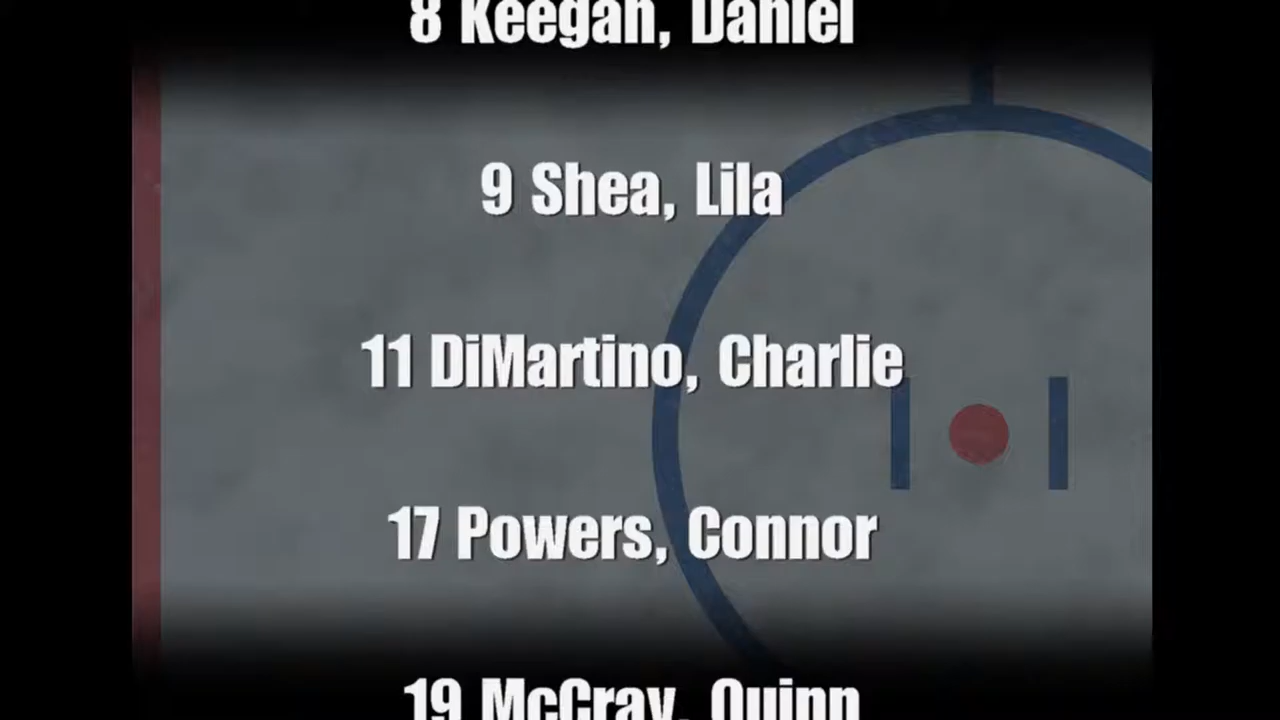 8 Keegan, Daniel
9 Shea, Lila
11 DiMartino, Charlie
17 Powers, Connor
19 McCray, Quinn